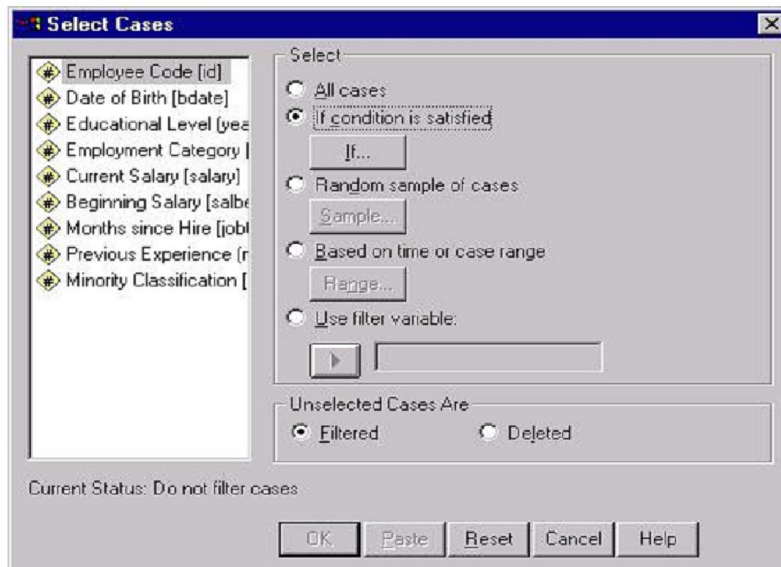 Select Cases
Employee Code [id]
Date of Birth [bdate]
Educational Level (yea
Employment Category [
Current Salary [salary]
Beginning Salary [salbe
Months since Hire [jobt
Previous Experience (r
Minority Classification [
Select
All cases
If condition is satisfied
If...
Random sample of cases
Sample...
Based on time or case range
Range...
Use filter variable:
Unselected Cases Are
Filtered
Deleted
Current Status: Do not filter cases
OK
Paste
Reset
Cancel
Help